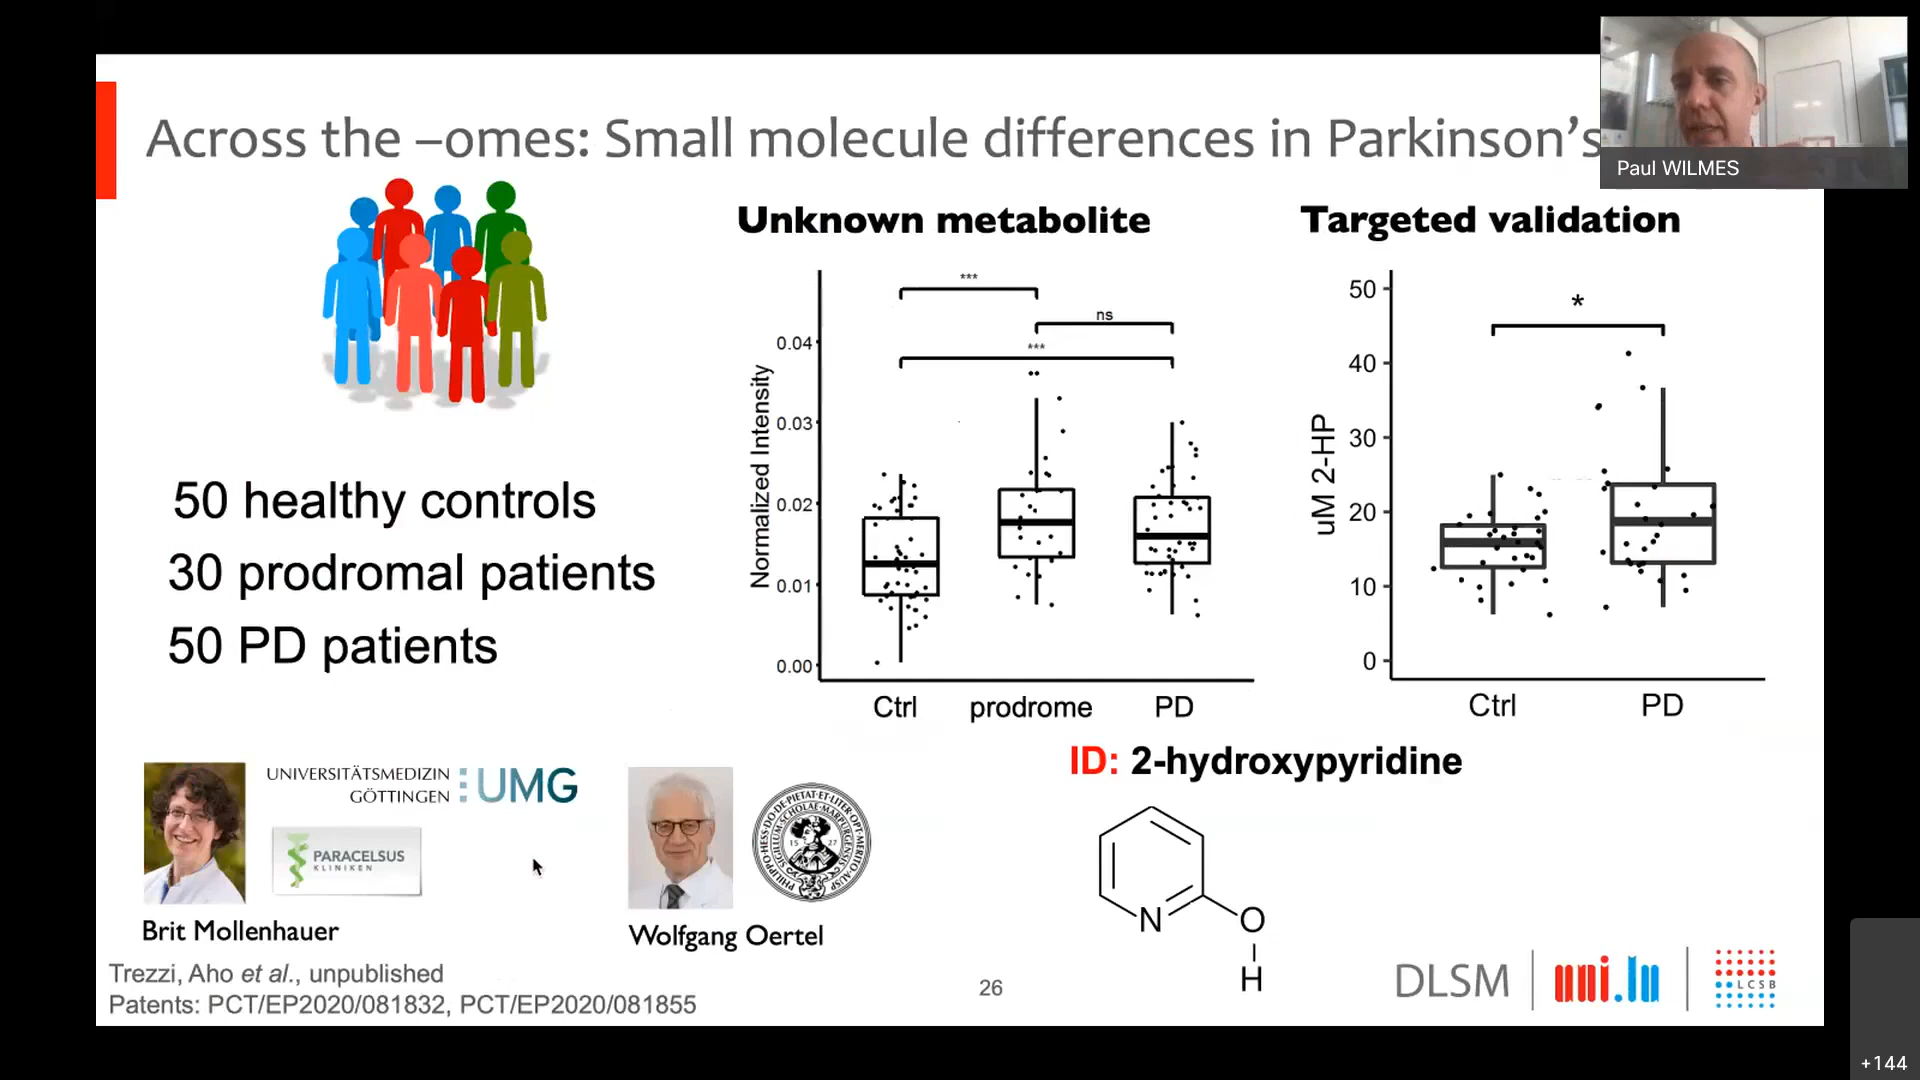 Across the –omes: Small molecule differences in Parkinson's
Paul WILMES
Unknown metabolite
Targeted validation
50 healthy controls
30 prodromal patients
50 PD patients
***
ns
***
Normalized Intensity
0.04
0.03
0.02
0.01
0.00
Ctrl prodrome PD
*
uM 2-HP
50
40
30
20
10
0
Ctrl PD
ID: 2-hydroxypyridine
N
O
H
UNIVERSITÄTSMEDIZIN
GÖTTINGEN
UMG
PARACELSUS
KLINIKEN
15 27
Brit Mollenhauer
Wolfgang Oertel
Trezzi, Aho et al., unpublished
Patents: PCT/EP2020/081832, PCT/EP2020/081855
26
DLSM
uni.lu
LCSB
+144